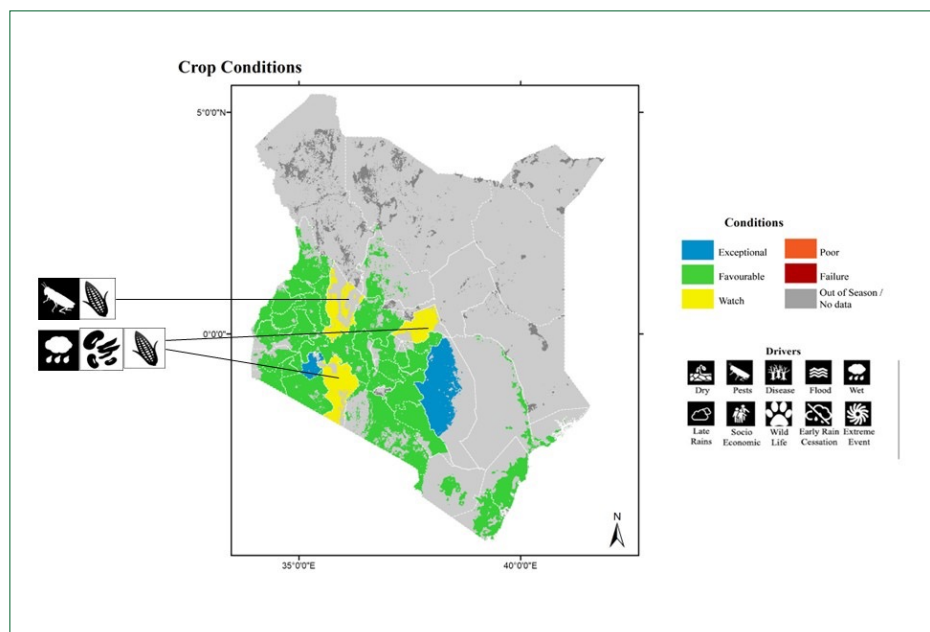 Crop Conditions
5°0'0"N
0°0'0"
35°0'0"E
40°0'0"E
N
Conditions
Exceptional
Poor
Favourable
Failure
Watch
Out of Season /
No data
Drivers
Dry
Pests
Disease
Flood
Wet
Late
Rains
Socio
Economic
Wild
Life
Early Rain
Cessation
Extreme
Event